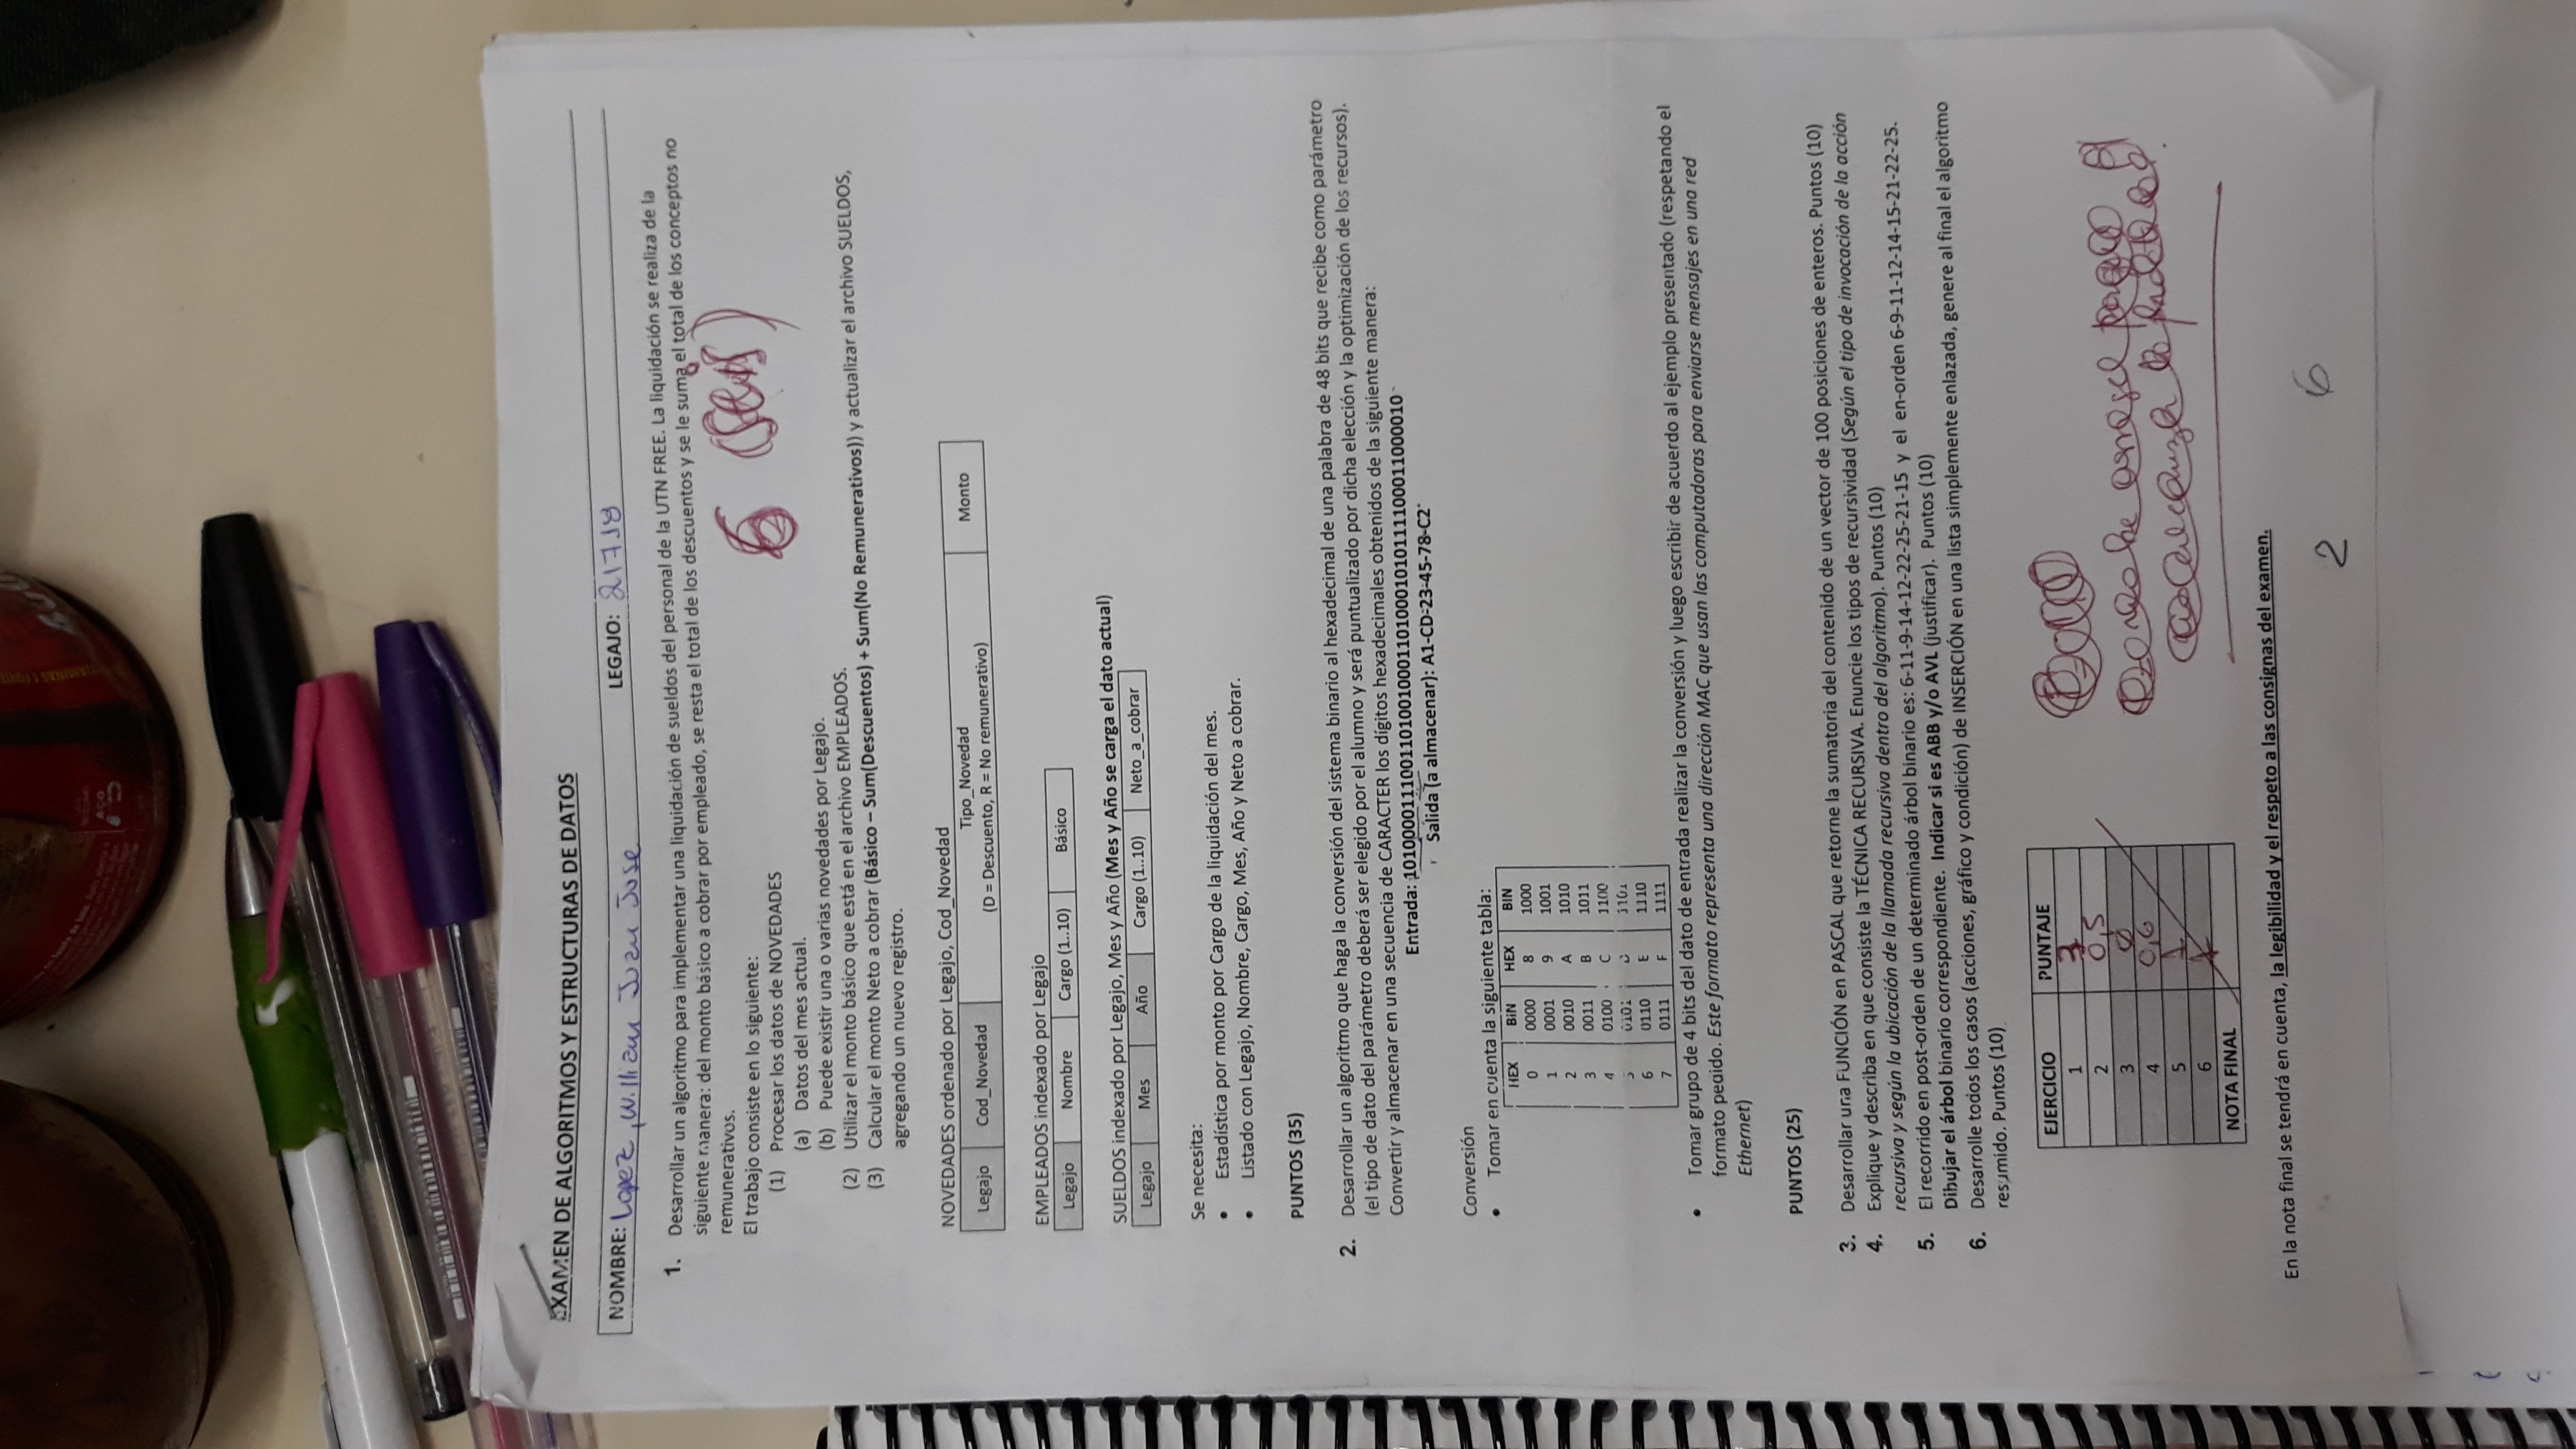 AÇO
EXAMEN DE ALGORITMOS Y ESTRUCTURAS DE DATOS
NOMBRE: Lopez, William Juan Jose LEGAJO: 21718
1. Desarrollar un algoritmo para implementar una liquidación de sueldos del personal de la UTN FREE. La liquidación se realiza de la
siguiente manera: del monto básico a cobrar por empleado, se resta el total de los descuentos y se le suma el total de los conceptos no
remunerativos.
6 (seis)
El trabajo consiste en lo siguiente:
(1) Procesar los datos de NOVEDADES
(a) Datos del mes actual.
(b) Puede existir una o varias novedades por Legajo.
(2) Utilizar el monto básico que está en el archivo EMPLEADOS.
(3) Calcular el monto Neto a cobrar (Básico – Sum(Descuentos) + Sum(No Remunerativos)) y actualizar el archivo SUELDOS,
agregando un nuevo registro.
NOVEDADES ordenado por Legajo, Cod_Novedad
Legajo Cod_Novedad Tipo_Novedad Monto
(D = Descuento, R = No remunerativo)
EMPLEADOS indexado por Legajo
Legajo Nombre Cargo (1..10) Básico
SUELDOS indexado por Legajo, Mes y Año (Mes y Año se carga el dato actual)
Legajo Mes Año Cargo (1..10) Neto_a_cobrar
Se necesita:
• Estadística por monto por Cargo de la liquidación del mes.
• Listado con Legajo, Nombre, Cargo, Mes, Año y Neto a cobrar.
PUNTOS (35)
2. Desarrollar un algoritmo que haga la conversión del sistema binario al hexadecimal de una palabra de 48 bits que recibe como parámetro
(el tipo de dato del parámetro deberá ser elegido por el alumno y será puntualizado por dicha elección y la optimización de los recursos).
Convertir y almacenar en una secuencia de CARACTER los dígitos hexadecimales obtenidos de la siguiente manera:
Entrada: 101000011100110100100011010001010111100011000010
Salida (a almacenar): A1-CD-23-45-78-C2
Conversión
• Tomar en cuenta la siguiente tabla:
HEX BIN HEX BIN
0 0000 8 1000
1 0001 9 1001
2 0010 A 1010
3 0011 B 1011
4 0100 C 1100
5 0101 D 1101
6 0110 E 1110
7 0111 F 1111
• Tomar grupo de 4 bits del dato de entrada realizar la conversión y luego escribir de acuerdo al ejemplo presentado (respetando el
formato pedido. Este formato representa una dirección MAC que usan las computadoras para enviarse mensajes en una red
Ethernet)
PUNTOS (25)
3. Desarrollar una FUNCIÓN en PASCAL que retorne la sumatoria del contenido de un vector de 100 posiciones de enteros. Puntos (10)
4. Explique y describa en que consiste la TÉCNICA RECURSIVA. Enuncie los tipos de recursividad (Según el tipo de invocación de la acción
recursiva y según la ubicación de la llamada recursiva dentro del algoritmo). Puntos (10)
5. El recorrido en post-orden de un determinado árbol binario es: 6-11-9-14-12-22-25-21-15 y el en-orden 6-9-11-12-14-15-21-22-25.
Dibujar el árbol binario correspondiente. Indicar si es ABB y/o AVL (justificar). Puntos (10)
6. Desarrolle todos los casos (acciones, gráfico y condición) de INSERCIÓN en una lista simplemente enlazada, genere al final el algoritmo
resumido. Puntos (10)
EJERCICIO PUNTAJE
1 3
2 0,5
3 0
4 0,6
5 1
6 1
NOTA FINAL
En la nota final se tendrá en cuenta, la legibilidad y el respeto a las consignas del examen.
2 6